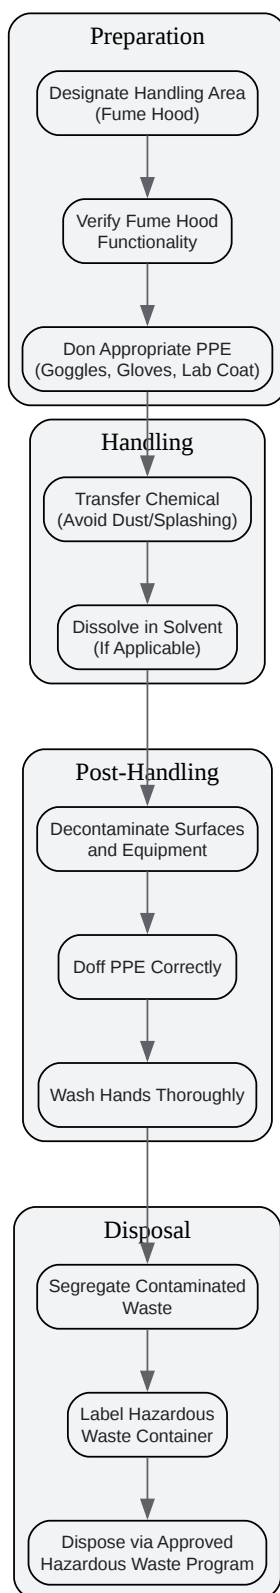 Preparation
Designate Handling Area
(Fume Hood)
Verify Fume Hood
Functionality
Don Appropriate PPE
(Goggles, Gloves, Lab Coat)
Handling
Transfer Chemical
(Avoid Dust/Splashing)
Dissolve in Solvent
(If Applicable)
Post-Handling
Decontaminate Surfaces
and Equipment
Doff PPE Correctly
Wash Hands Thoroughly
Disposal
Segregate Contaminated
Waste
Label Hazardous
Waste Container
Dispose via Approved
Hazardous Waste Program